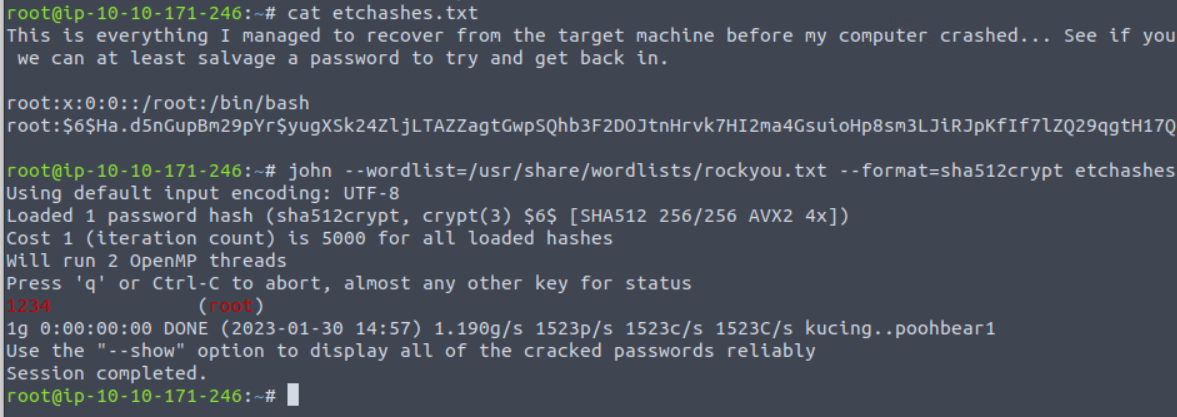 root@ip-10-10-171-246:~# cat etchashes.txt
This is everything I managed to recover from the target machine before my computer crashed... See if you
 we can at least salvage a password to try and get back in.
root:x:0:0::/root:/bin/bash
root:$6$Ha.d5nGupBm29pYr$yugXSk24ZljLTAZZagtGwpSQhb3F2DOJtnHrvk7HI2ma4GsuioHp8sm3LJiRJpKfIf7lZQ29qgtH17Q
root@ip-10-10-171-246:~# john --wordlist=/usr/share/wordlists/rockyou.txt --format=sha512crypt etchashes
Using default input encoding: UTF-8
Loaded 1 password hash (sha512crypt, crypt(3) $6$ [SHA512 256/256 AVX2 4x])
Cost 1 (iteration count) is 5000 for all loaded hashes
Will run 2 OpenMP threads
Press 'q' or Ctrl-C to abort, almost any other key for status
1234             (root)
1g 0:00:00:00 DONE (2023-01-30 14:57) 1.190g/s 1523p/s 1523c/s 1523C/s kucing..poohbear1
Use the "--show" option to display all of the cracked passwords reliably
Session completed.
root@ip-10-10-171-246:~#